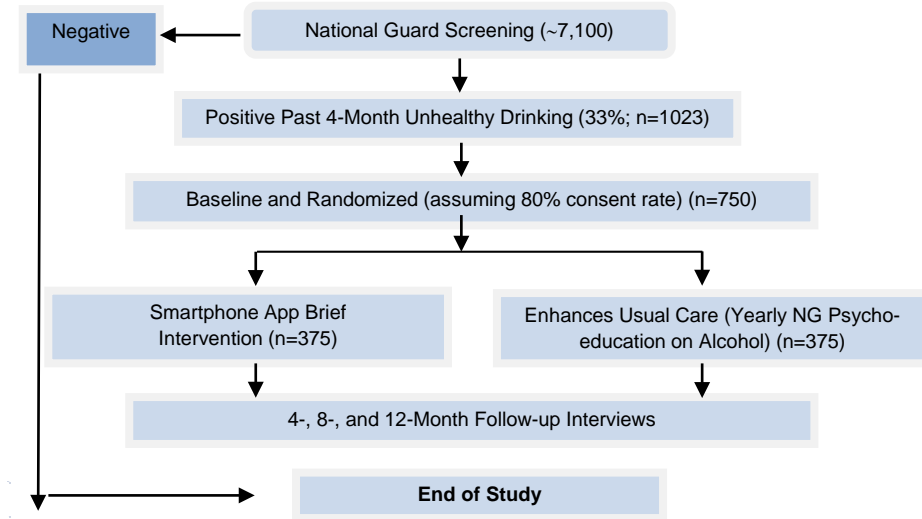 Negative
National Guard Screening (~7,100)
Positive Past 4-Month Unhealthy Drinking (33%; n=1023)
Baseline and Randomized (assuming 80% consent rate) (n=750)
Smartphone App Brief
Intervention (n=375)
Enhances Usual Care (Yearly NG Psycho-
education on Alcohol) (n=375)
4-, 8-, and 12-Month Follow-up Interviews
End of Study